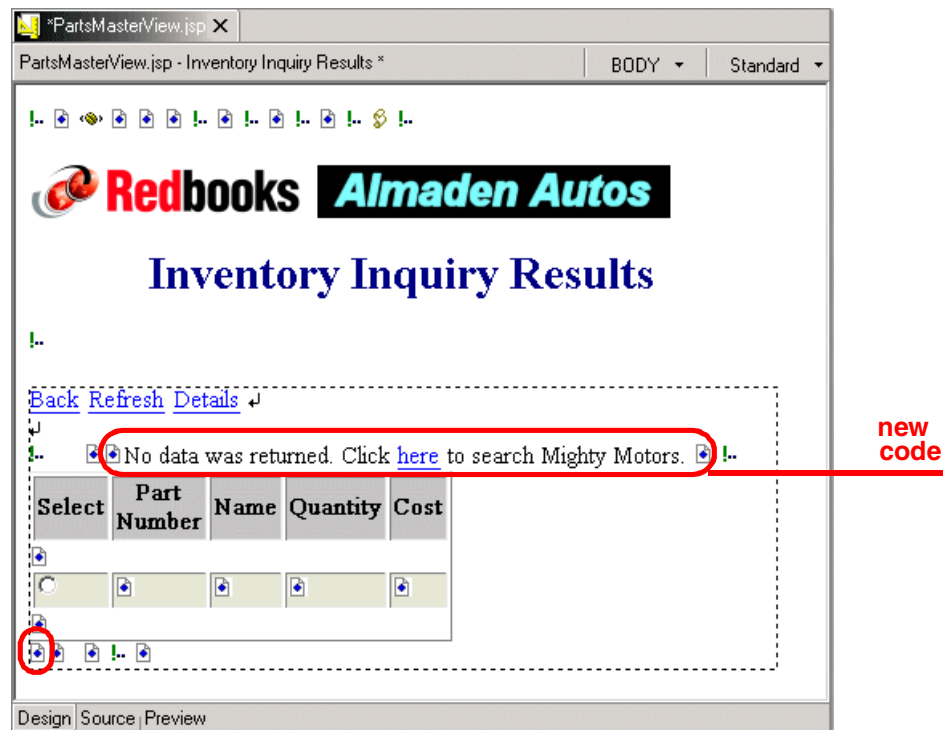 *PartsMasterView.jsp
PartsMasterView.jsp - Inventory Inquiry Results * BODY Standard
Redbooks Almaden Autos
Inventory Inquiry Results
Back Refresh Details
No data was returned. Click here to search Mighty Motors.
new
code
Select Part Number Name Quantity Cost
Design Source Preview